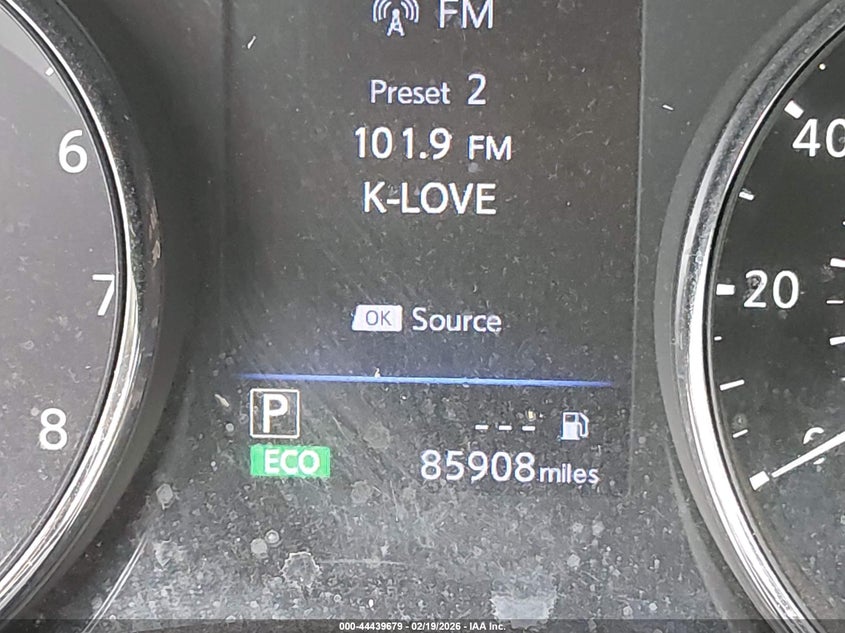 FM
Preset 2
101.9 FM
K-LOVE
OK Source
P
---
ECO
85908 miles
6
7
8
40
20
0
000-44439679 - 02/19/2026 - IAA Inc.